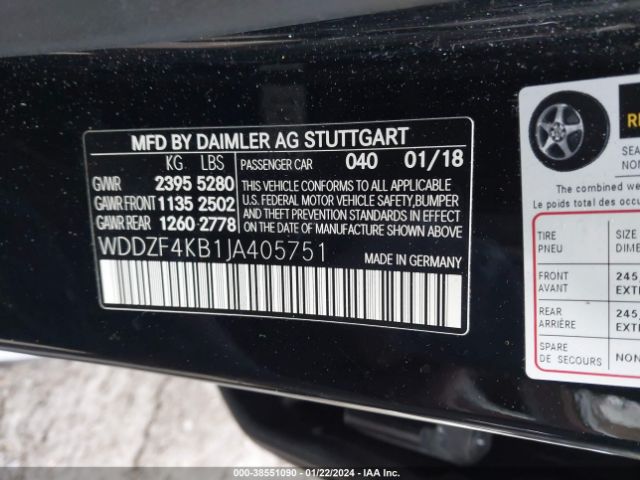 MFD BY DAIMLER AG STUTTGART
KG LBS
PASSENGER CAR 040 01/18
GVWR 2395 5280
GAWR FRONT 1135 2502
GAWR REAR 1260 2778
THIS VEHICLE CONFORMS TO ALL APPLICABLE
U.S. FEDERAL MOTOR VEHICLE SAFETY,BUMPER
AND THEFT PREVENTION STANDARDS IN EFFECT
ON THE DATE OF MANUFACTURE SHOWN ABOVE.
WDDZF4KB1JA405751
MADE IN GERMANY
SEA
The combined we
Le poids total des
TIRE SIZE
PNEU DIME
FRONT 245/
AVANT EXTR
REAR 245/
ARRIÈRE EXTR
SPARE
DE SECOURS NON
000-38551090 - 01/22/2024 - IAA Inc.